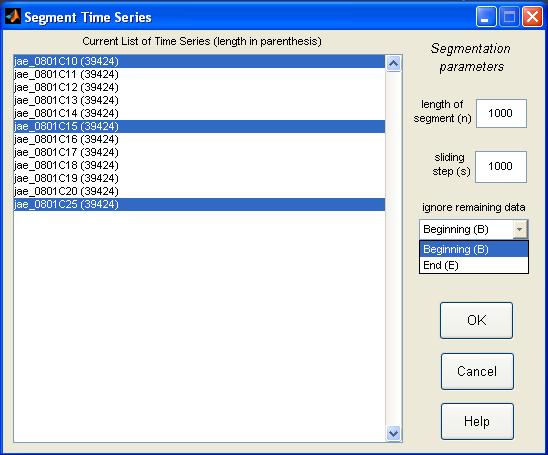 Segment Time Series
Current List of Time Series (length in parenthesis)
jae_0801C10 (39424)
jae_0801C11 (39424)
jae_0801C12 (39424)
jae_0801C13 (39424)
jae_0801C14 (39424)
jae_0801C15 (39424)
jae_0801C16 (39424)
jae_0801C17 (39424)
jae_0801C18 (39424)
jae_0801C19 (39424)
jae_0801C20 (39424)
jae_0801C25 (39424)
Segmentation
parameters
length of
segment (n)
1000
sliding
step (s)
1000
ignore remaining data
Beginning (B)
Beginning (B)
End (E)
OK
Cancel
Help